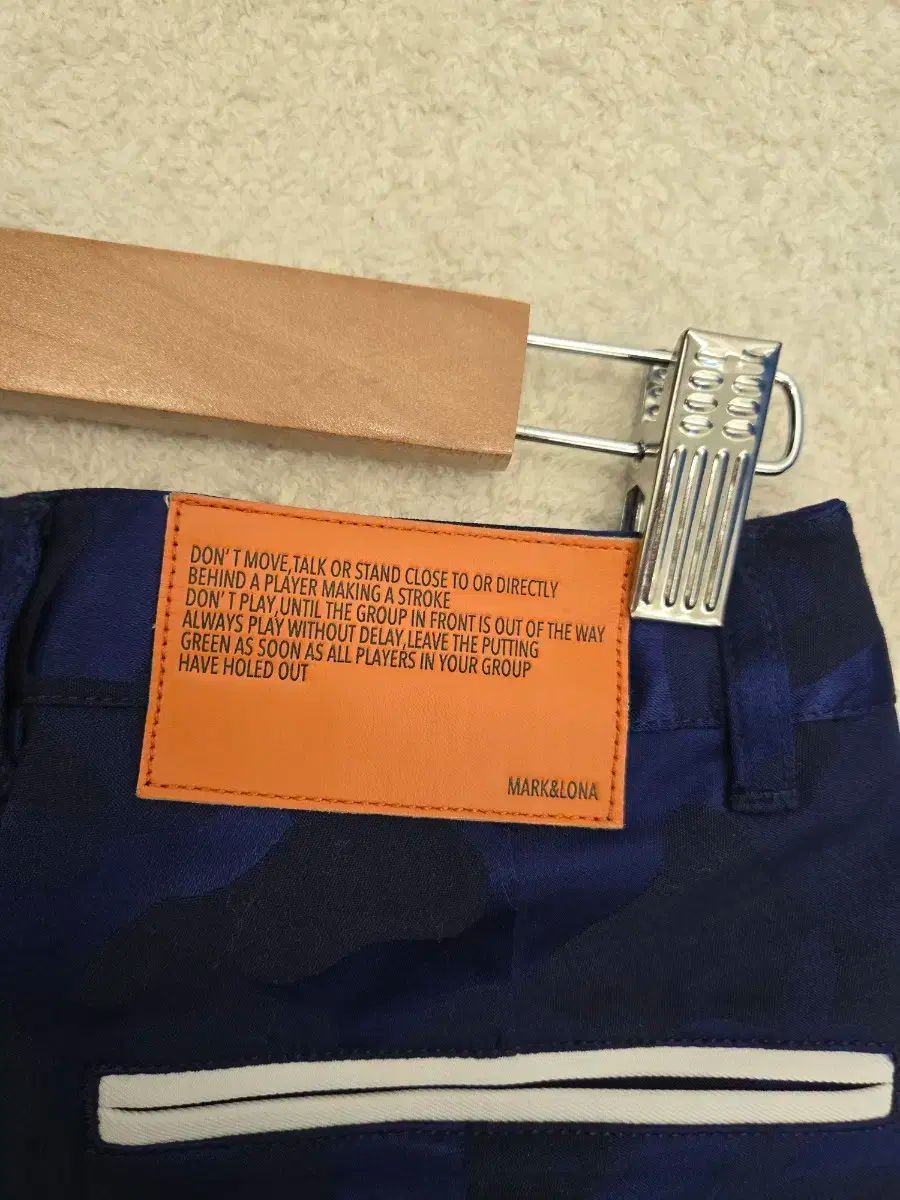 DON'T MOVE,TALK OR STAND CLOSE TO OR DIRECTLY
BEHIND A PLAYER MAKING A STROKE
DON'T PLAY,UNTIL THE GROUP IN FRONT IS OUT OF THE WAY
ALWAYS PLAY WITHOUT DELAY,LEAVE THE PUTTING
GREEN AS SOON AS ALL PLAYERS IN YOUR GROUP
HAVE HOLED OUT
MARK&LONA